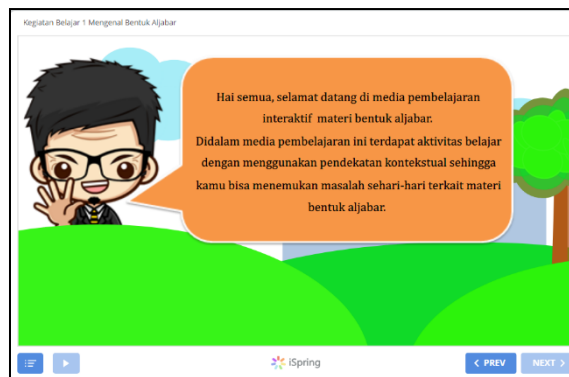 Kegiatan Belajar 1 Mengenal Bentuk Aljabar
Hai semua, selamat datang di media pembelajaran
interaktif materi bentuk aljabar.
Didalam media pembelajaran ini terdapat aktivitas belajar
dengan menggunakan pendekatan kontekstual sehingga
kamu bisa menemukan masalah sehari-hari terkait materi
bentuk aljabar.
iSpring
< PREV
NEXT >